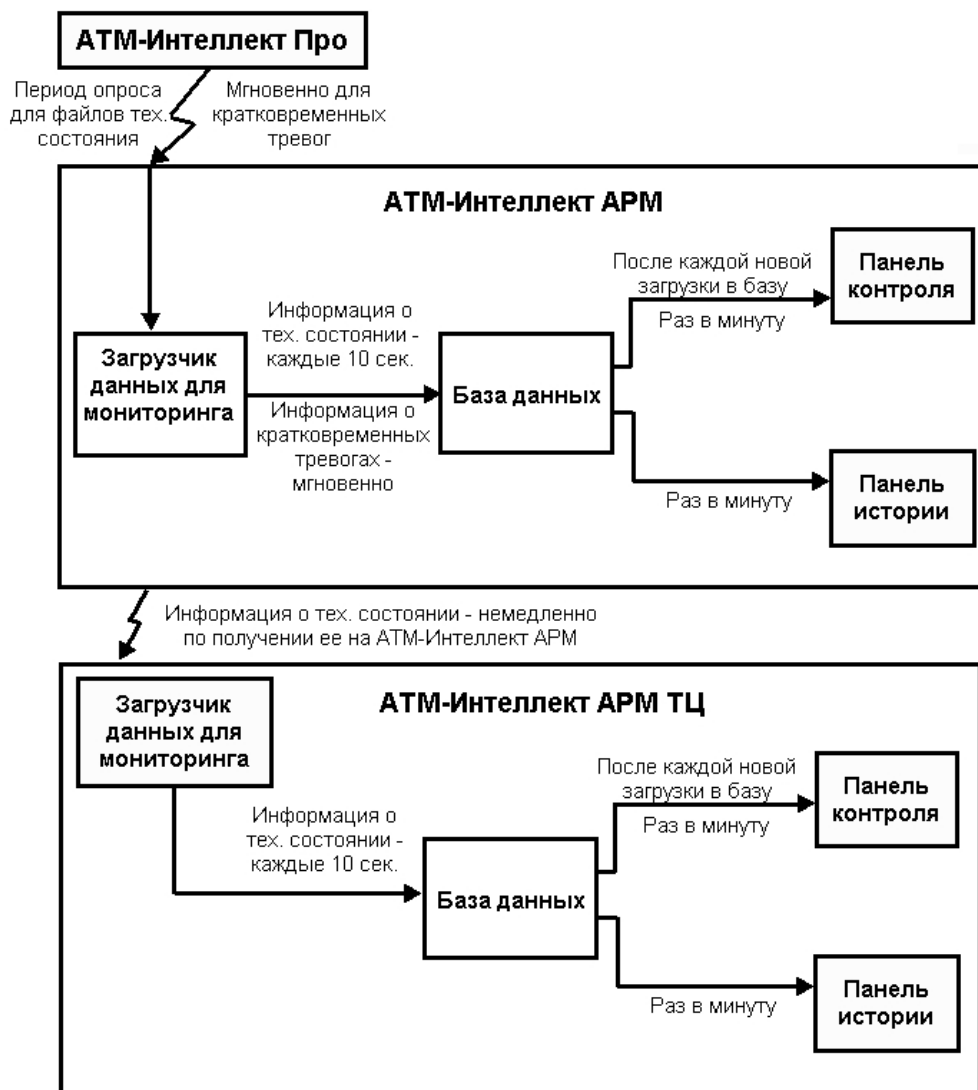 АТМ-Интеллект Про
Период опроса
для файлов тех.
состояния
Мгновенно для
кратковременных
тревог
АТМ-Интеллект АРМ
Загрузчик
данных для
мониторинга
Информация о
тех. состоянии -
каждые 10 сек.
Информация о
кратковременных
тревогах -
мгновенно
База данных
После каждой новой
загрузки в базу
Раз в минуту
Панель
контроля
Раз в минуту
Панель
истории
Информация о тех. состоянии - немедленно
по получении ее на АТМ-Интеллект АРМ
АТМ-Интеллект АРМ ТЦ
Загрузчик
данных для
мониторинга
Информация о
тех. состоянии -
каждые 10 сек.
База данных
После каждой новой
загрузки в базу
Раз в минуту
Панель
контроля
Раз в минуту
Панель
истории